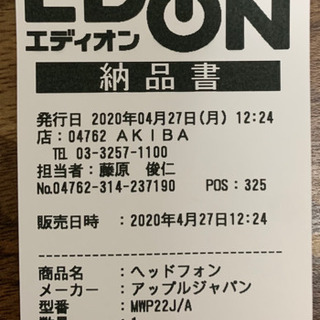 EDION
エディオン
納品書
発行日 2020年04月27日(月) 12:24
店：04762 ＡＫＩＢＡ
TEL 03-3257-1100
担当者：藤原 俊仁
No.04762-314-237190 POS：325
販売日時 ：2020年4月27日12:24
商品名 ：ヘッドフォン
メーカー ：アップルジャパン
型番 ：MWP22J/A